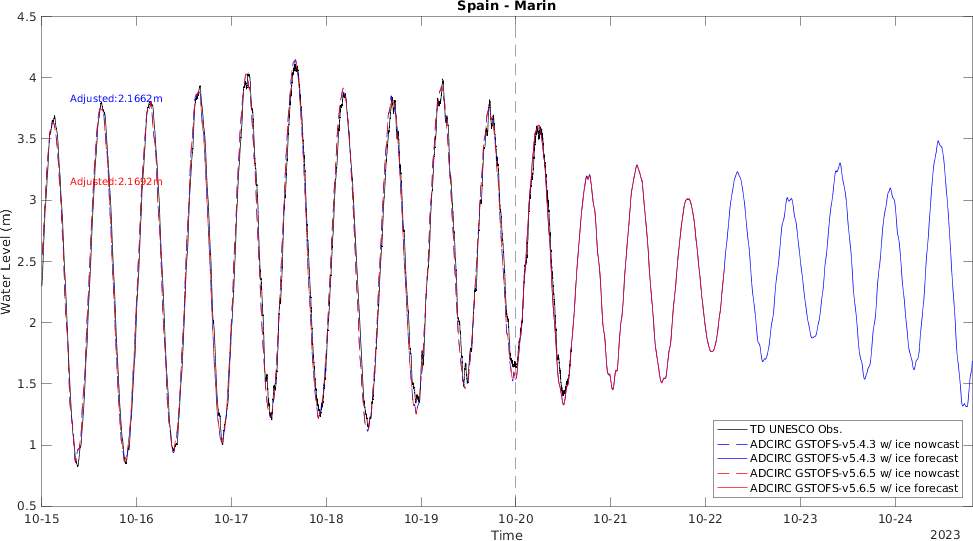 Spain - Marin
4.5
4
3.5
3
2.5
2
1.5
1
0.5
Water Level (m)
Adjusted:2.1662m
Adjusted:2.1692m
TD UNESCO Obs.
ADCIRC GSTOFS-v5.4.3 w/ ice nowcast
ADCIRC GSTOFS-v5.4.3 w/ ice forecast
ADCIRC GSTOFS-v5.6.5 w/ ice nowcast
ADCIRC GSTOFS-v5.6.5 w/ ice forecast
10-15 10-16 10-17 10-18 10-19 10-20 10-21 10-22 10-23 10-24
Time
2023